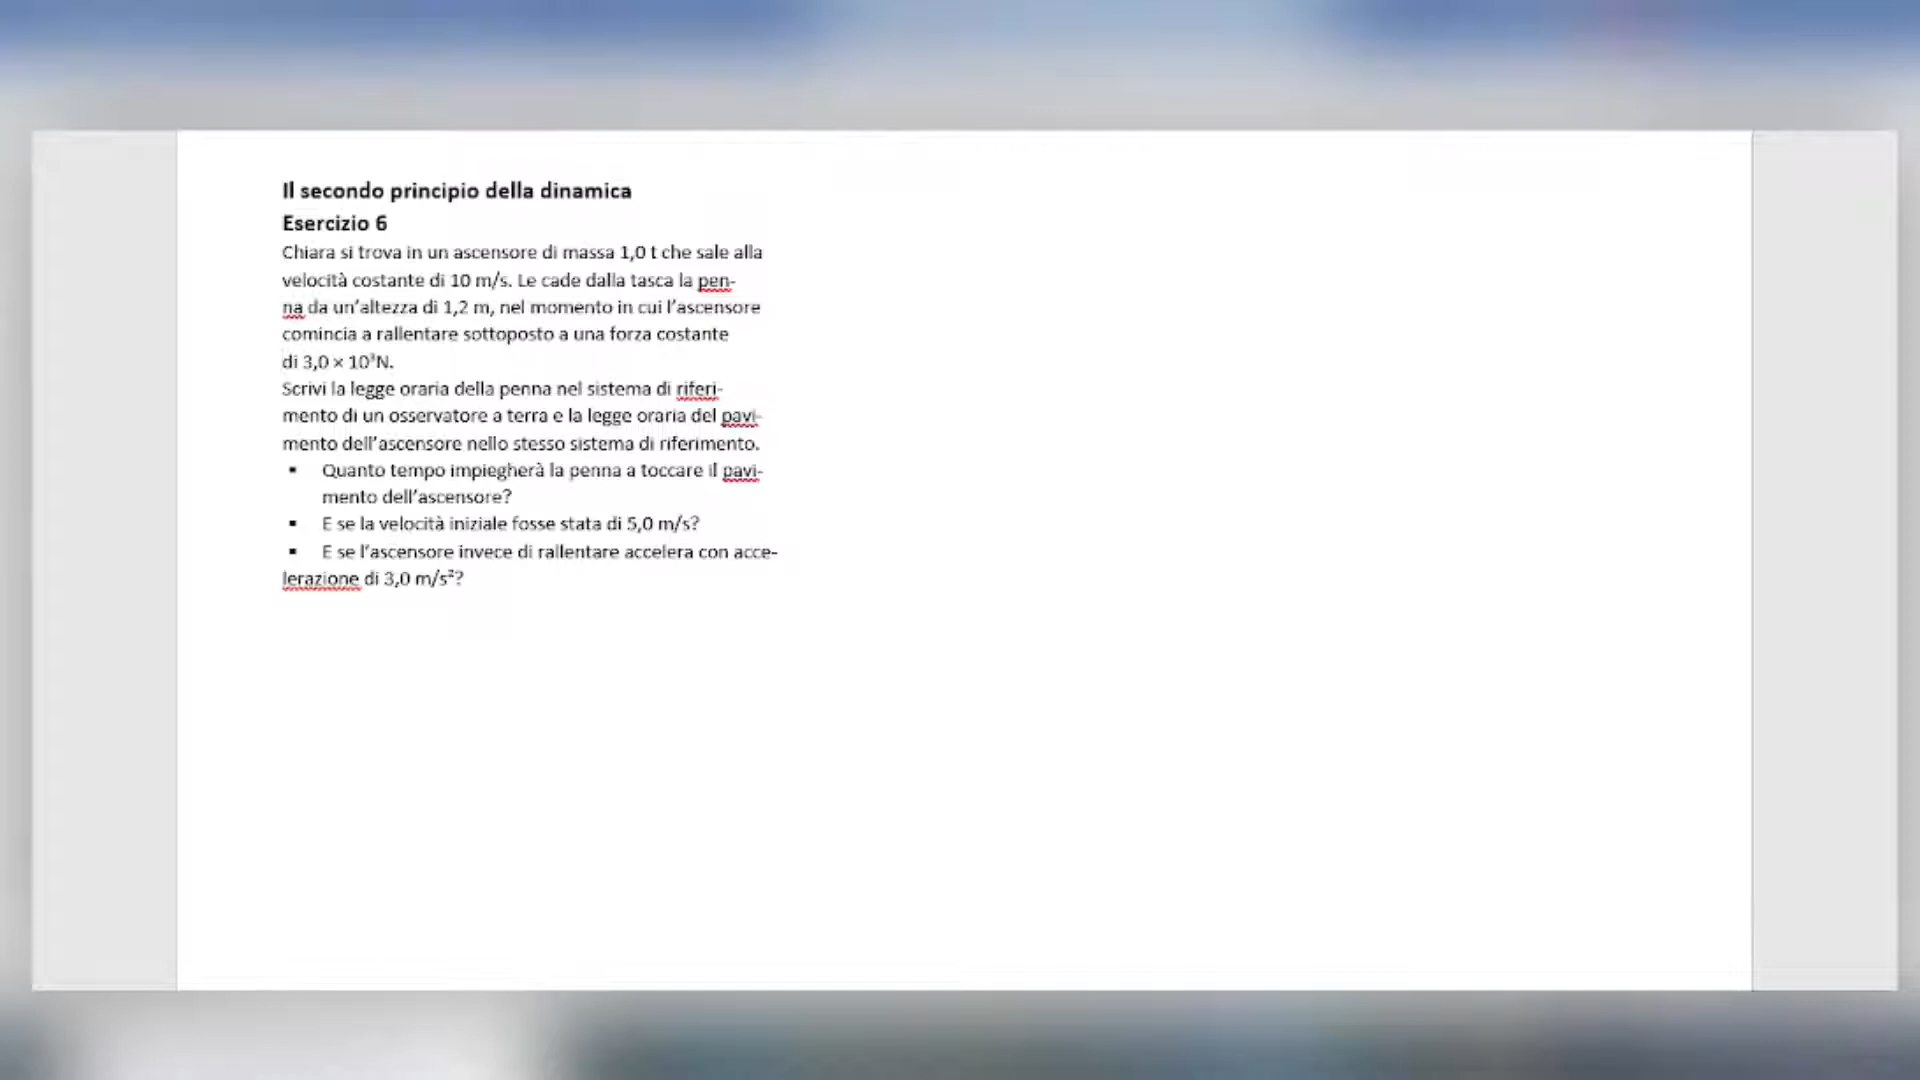 Il secondo principio della dinamica
Esercizio 6
Chiara si trova in un ascensore di massa 1,0 t che sale alla
velocità costante di 10 m/s. Le cade dalla tasca la pen-
na da un'altezza di 1,2 m, nel momento in cui l'ascensore
comincia a rallentare sottoposto a una forza costante
di 3,0 × 10³N.
Scrivi la legge oraria della penna nel sistema di riferi-
mento di un osservatore a terra e la legge oraria del pavi-
mento dell'ascensore nello stesso sistema di riferimento.
▪ Quanto tempo impiegherà la penna a toccare il pavi-
mento dell'ascensore?
▪ E se la velocità iniziale fosse stata di 5,0 m/s?
▪ E se l'ascensore invece di rallentare accelera con acce-
lerazione di 3,0 m/s²?